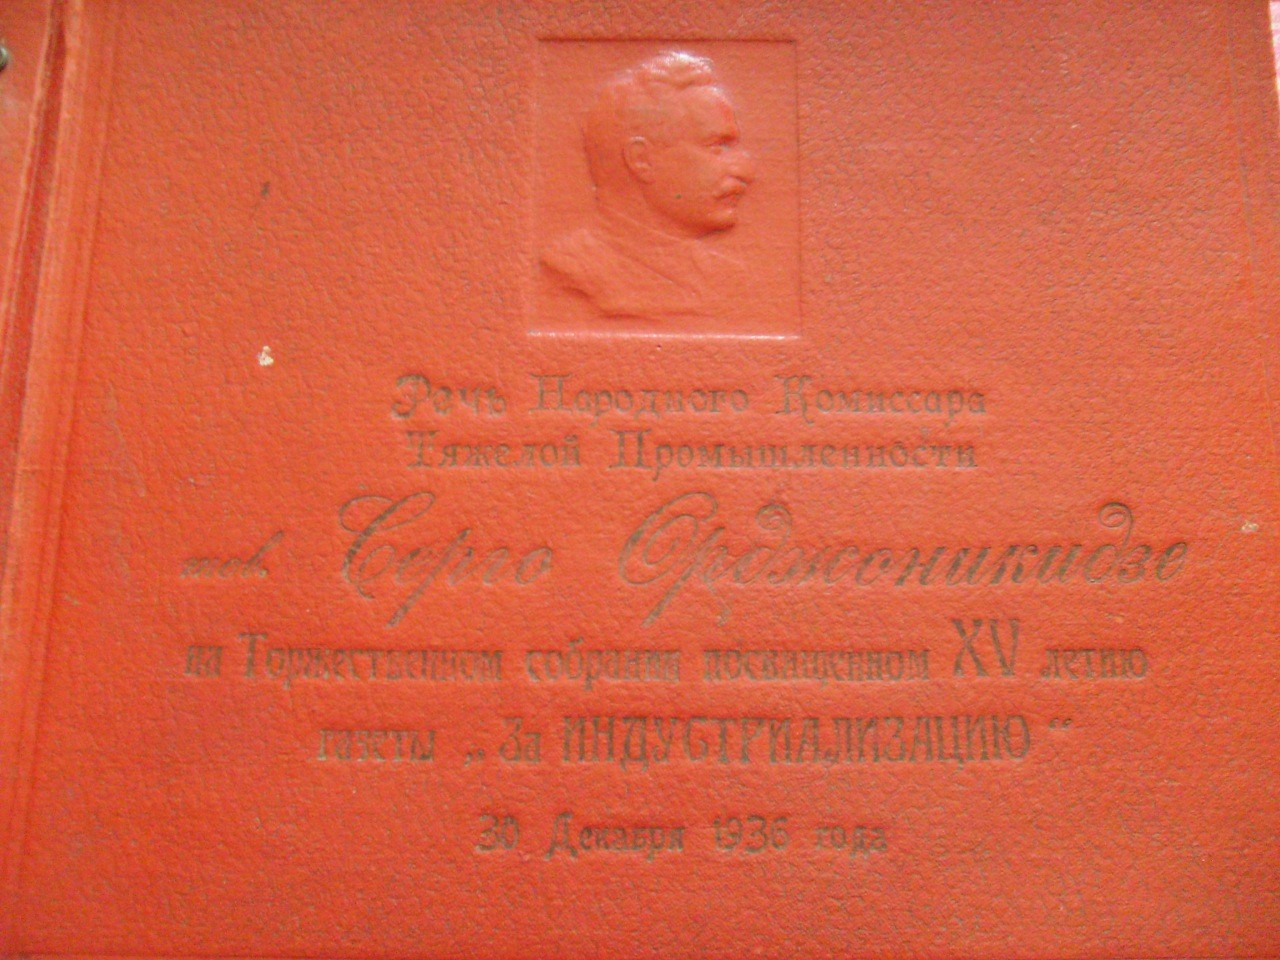 Речь Народного Комиссара
Тяжелой Промышленности
тов. Серго Орджоникидзе
на Торжественном собрании посвященном XV летию
газеты „За ИНДУСТРИАЛИЗАЦИЮ“
30 Декабря 1936 года